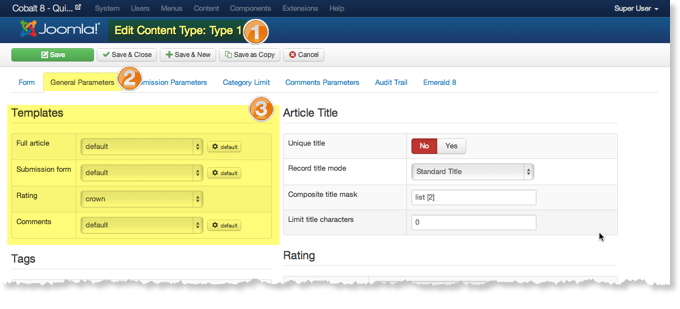 Cobalt 8 - Qui... System Users Menus Content Components Extensions Help Super User
Joomla! Edit Content Type: Type 1 1
Save Save & Close Save & New Save as Copy Cancel
Form General Parameters 2 mission Parameters Category Limit Comments Parameters Audit Trail Emerald 8
Templates 3 Article Title
Full article default default Unique title No Yes
Submission form default default Record title mode Standard Title
Rating crown Composite title mask list [2]
Comments default default Limit title characters 0
Tags Rating